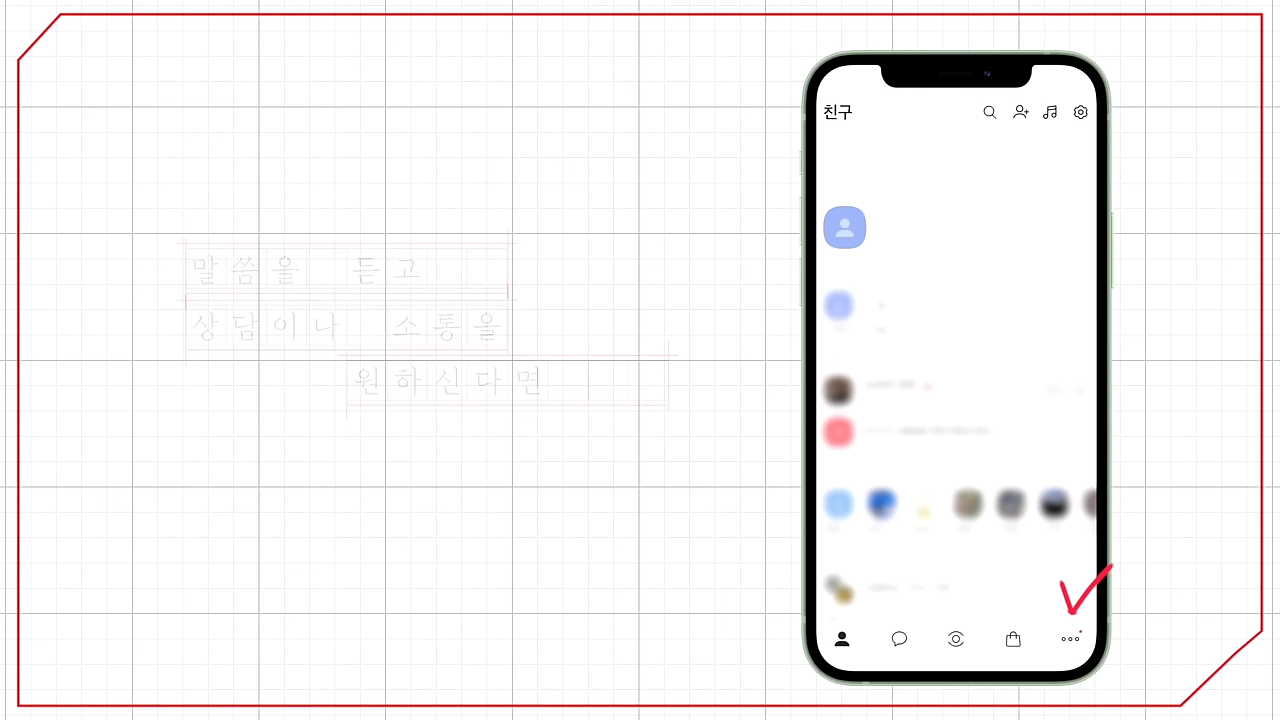 말씀을 듣고
상담이나 소통을
원하신다면
친구